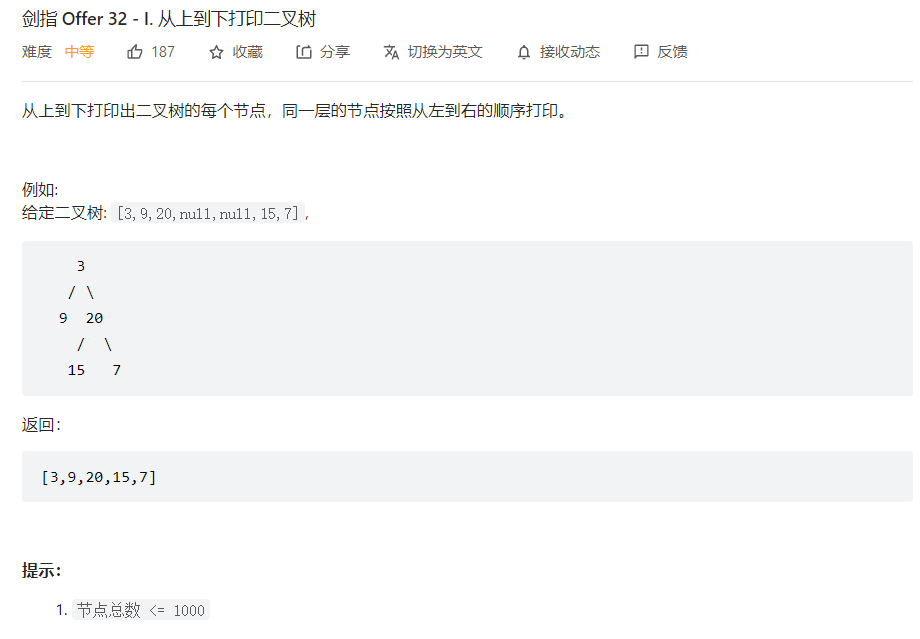 剑指 Offer 32 - I. 从上到下打印二叉树
难度 中等 187 收藏 分享 切换为英文 接收动态 反馈
从上到下打印出二叉树的每个节点，同一层的节点按照从左到右的顺序打印。
例如:
给定二叉树: [3,9,20,null,null,15,7],
3
/ \
9 20
/ \
15 7
返回：
[3,9,20,15,7]
提示：
1. 节点总数 <= 1000